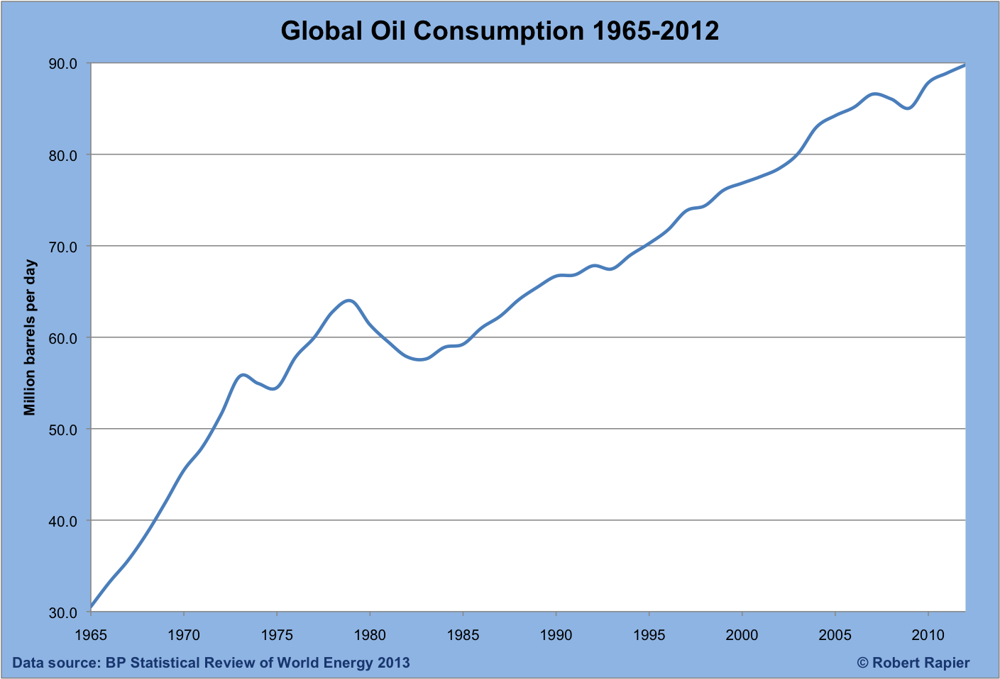 Global Oil Consumption 1965-2012
90.0
80.0
70.0
60.0
50.0
40.0
30.0
Million barrels per day
1965 1970 1975 1980 1985 1990 1995 2000 2005 2010
Data source: BP Statistical Review of World Energy 2013
© Robert Rapier